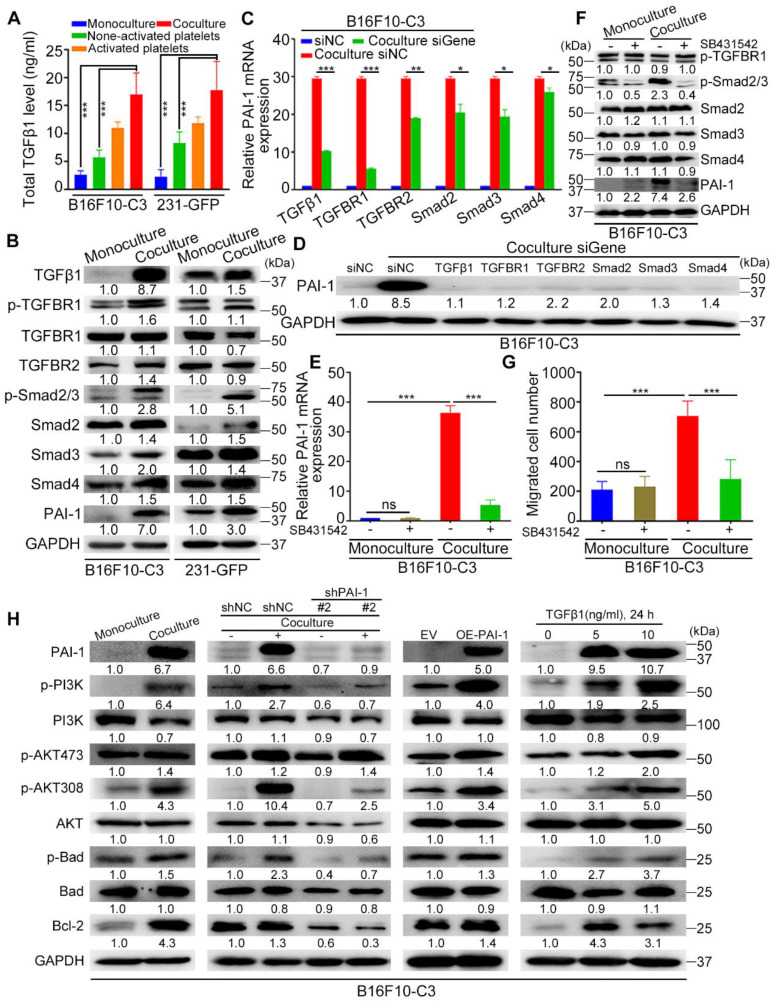 A
Monoculture Coculture
None-activated platelets
Activated platelets
Total TGFβ1 level (ng/ml)
25
20
15
10
5
0
*** *** *** ***
B16F10-C3 231-GFP
B
Monoculture Coculture Monoculture Coculture
(kDa)
TGFβ1
37
1.0 8.7 1.0 1.5
p-TGFBR1
50
1.0 1.6 1.0 1.1
TGFBR1
50
1.0 1.1 1.0 0.7
TGFBR2
75
1.0 1.4 1.0 0.9
p-Smad2/3
75
50
1.0 2.8 1.0 5.1
Smad2
50
1.0 1.4 1.0 1.5
Smad3
50
1.0 2.0 1.0 1.4
Smad4
75
1.0 1.5 1.0 1.5
PAI-1
50
37
1.0 7.0 1.0 3.0
GAPDH
37
B16F10-C3 231-GFP
C
B16F10-C3
siNC Coculture siGene
Coculture siNC
Relative PAI-1 mRNA
expression
40
30
20
10
0
*** *** ** * * *
TGFβ1 TGFBR1 TGFBR2 Smad2 Smad3 Smad4
D
Coculture siGene
siNC siNC TGFβ1 TGFBR1 TGFBR2 Smad2 Smad3 Smad4
(kDa)
PAI-1
50
37
1.0 8.5 1.1 1.2 2.2 2.0 1.3 1.4
GAPDH
37
B16F10-C3
E
Relative PAI-1 mRNA
expression
40
30
20
10
0
*** ***
ns
SB431542 - + - +
Monoculture Coculture
B16F10-C3
F
Monoculture Coculture
(kDa) - + - + SB431542
50 p-TGFBR1
1.0 1.0 0.9 1.0
75
50 p-Smad2/3
1.0 0.5 2.3 0.4
50 Smad2
1.0 1.2 1.1 1.1
50 Smad3
1.0 0.9 1.0 0.9
75 Smad4
1.0 1.1 1.1 0.9
50
37 PAI-1
1.0 2.2 7.4 2.6
37 GAPDH
B16F10-C3
G
Migrated cell number
1000
800
600
400
200
0
*** ***
ns
SB431542 - + - +
Monoculture Coculture
B16F10-C3
H
Monoculture Coculture
shPAI-1
shNC shNC #2 #2
Coculture
- + - +
EV OE-PAI-1
TGFβ1(ng/ml), 24 h
0 5 10
(kDa)
PAI-1
50
37
1.0 6.7 1.0 6.6 0.7 0.9 1.0 5.0 1.0 9.5 10.7
p-PI3K
50
1.0 6.4 1.0 2.7 0.6 0.7 1.0 4.0 1.0 1.9 2.5
PI3K
100
1.0 0.7 1.0 1.1 0.9 0.7 1.0 1.0 1.0 0.8 0.9
p-AKT473
50
1.0 1.4 1.0 1.2 0.9 1.4 1.0 1.4 1.0 1.2 2.0
p-AKT308
50
1.0 4.3 1.0 10.4 0.7 2.5 1.0 3.4 1.0 3.1 5.0
AKT
50
1.0 1.0 1.0 1.1 0.9 0.6 1.0 1.1 1.0 1.0 1.0
p-Bad
25
1.0 1.5 1.0 2.3 0.4 0.7 1.0 1.3 1.0 2.7 3.7
Bad
25
1.0 1.0 1.0 0.8 0.9 0.8 1.0 0.9 1.0 0.9 1.1
Bcl-2
25
1.0 4.3 1.0 1.3 0.6 0.3 1.0 1.4 1.0 4.3 3.1
GAPDH
37
B16F10-C3